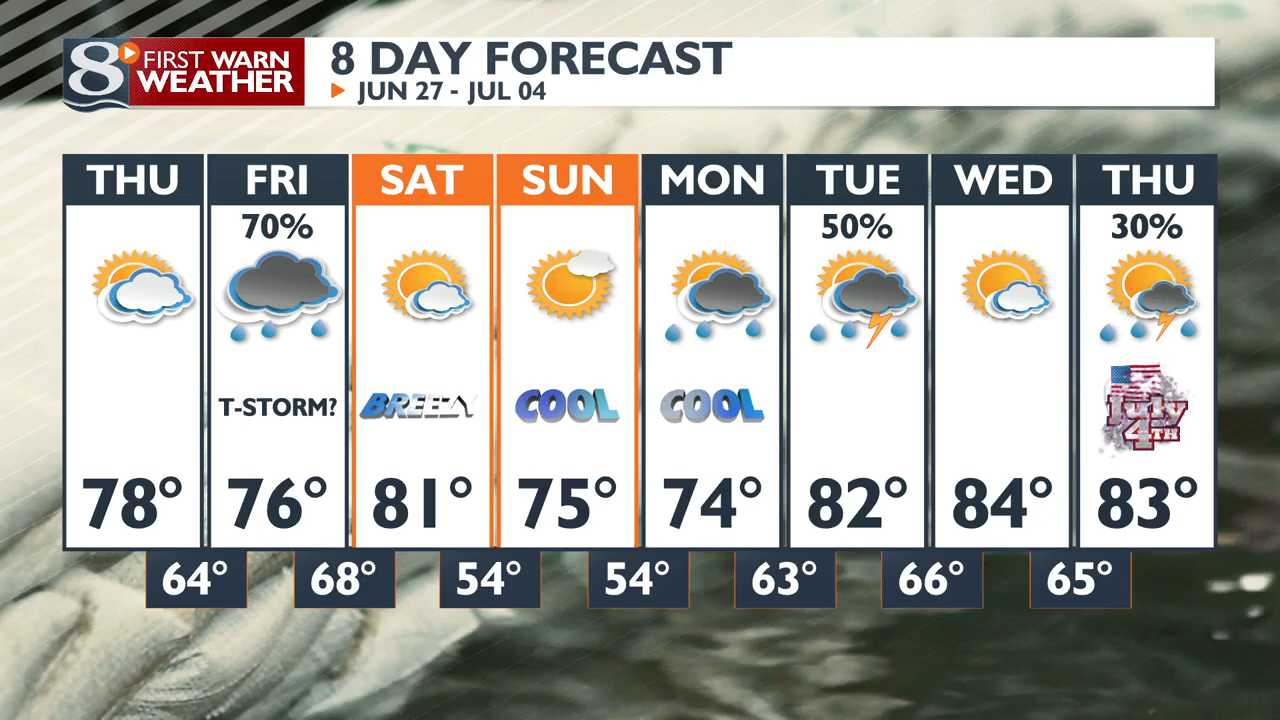 8 FIRST WARN
WEATHER
8 DAY FORECAST
JUN 27 - JUL 04
THU FRI SAT SUN MON TUE WED THU
70% 50% 30%
T-STORM? BREEZY COOL COOL July
4TH
78° 76° 81° 75° 74° 82° 84° 83°
64° 68° 54° 54° 63° 66° 65°